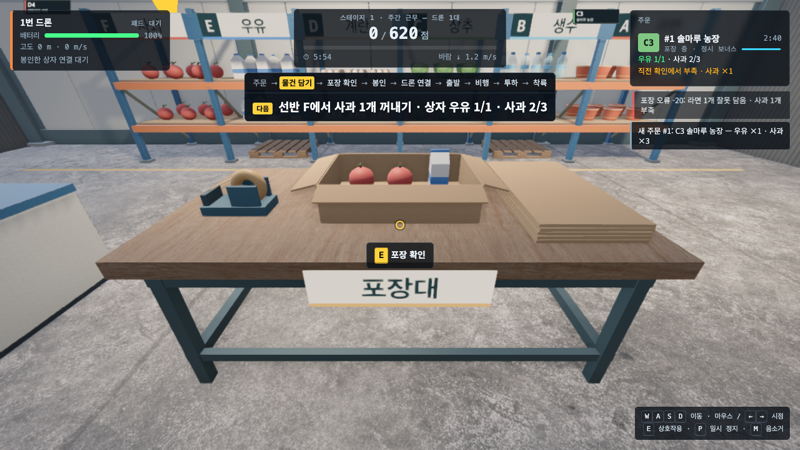 D4
1번 드론
패드 대기
배터리
100%
고도 0 m · 0 m/s
봉인한 상자 연결 대기
E
우유
스테이지 1 · 주간 근무 — 드론 1대
0 / 620점
5:54
바람 ↓ 1.2 m/s
B
생수
C3
A
주문 → 물건 담기 → 포장 확인 → 봉인 → 드론 연결 → 출발 → 비행 → 투하 → 착륙
다음 선반 F에서 사과 1개 꺼내기 · 상자 우유 1/1 · 사과 2/3
주문
C3
#1 솔마루 농장
2:40
포장 중 · 정시 보너스
우유 1/1 · 사과 2/3
직전 확인에서 부족 · 사과 ×1
포장 오류 -20: 라면 1개 잘못 담음 · 사과 1개 부족
새 주문 #1: C3 솔마루 농장 — 우유 ×1 · 사과 ×3
E 포장 확인
포장대
W A S D 이동 · 마우스 / ← → 시점
E 상호작용 · P 일시 정지 · M 음소거